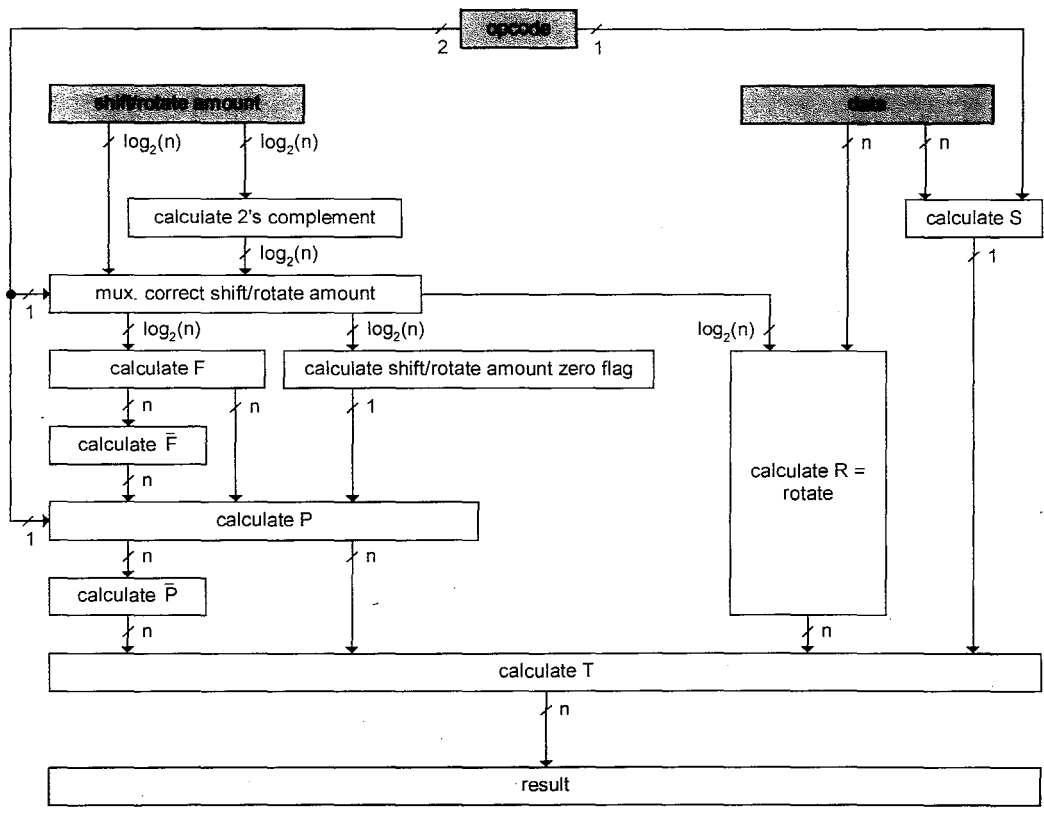 opcode
2
1
shift/rotate amount
data
log2(n)
log2(n)
n
n
calculate 2's complement
calculate S
log2(n)
1
mux. correct shift/rotate amount
1
log2(n)
log2(n)
log2(n)
calculate F
calculate shift/rotate amount zero flag
n
n
1
calculate F̅
calculate R =
rotate
n
calculate P
1
n
n
calculate P̅
n
n
calculate T
n
result